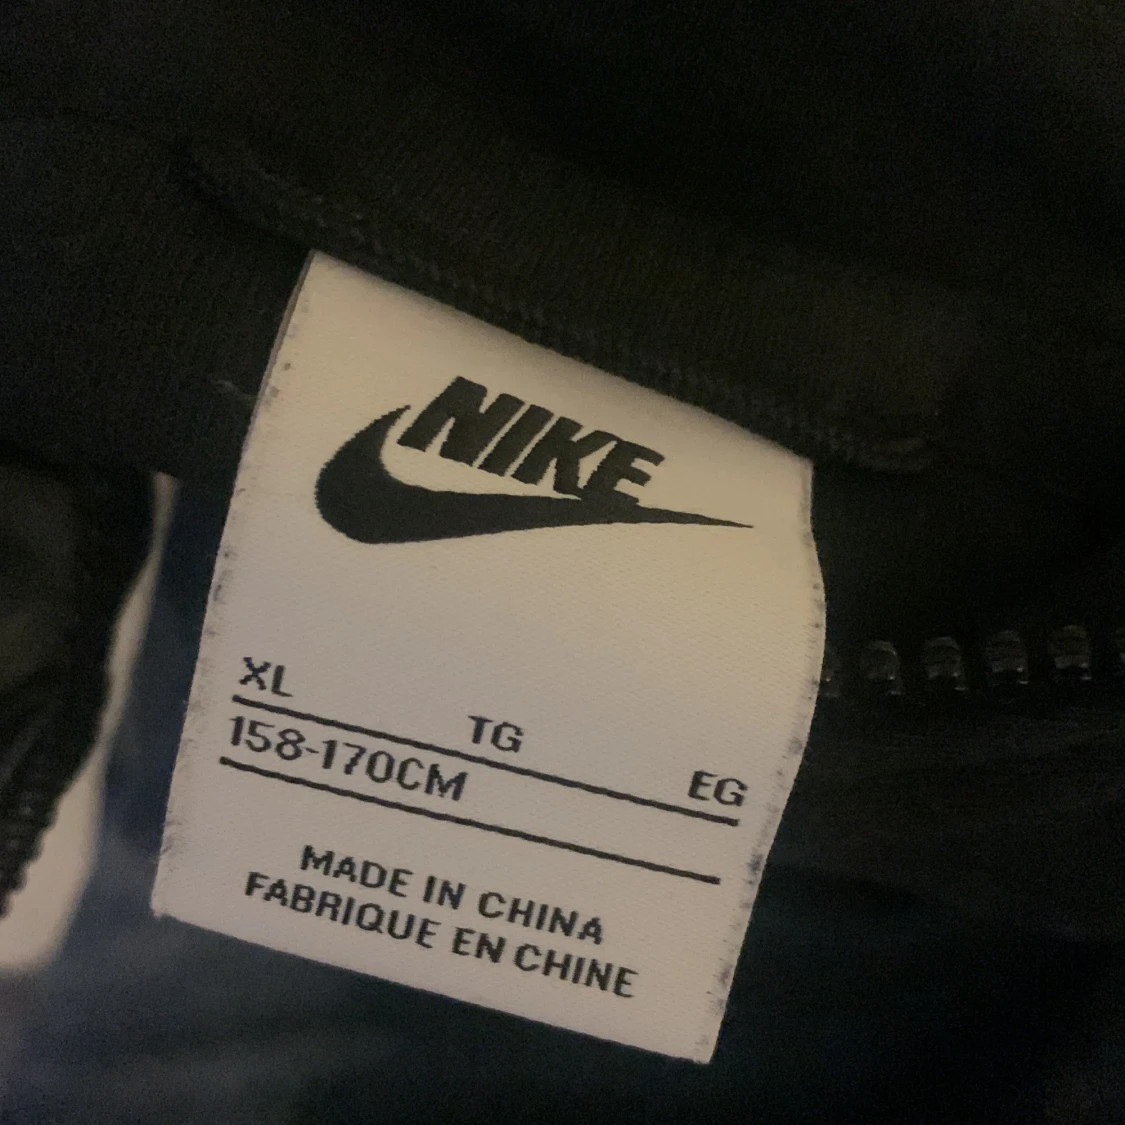 NIKE
XL TG EG
158-170CM
MADE IN CHINA
FABRIQUE EN CHINE